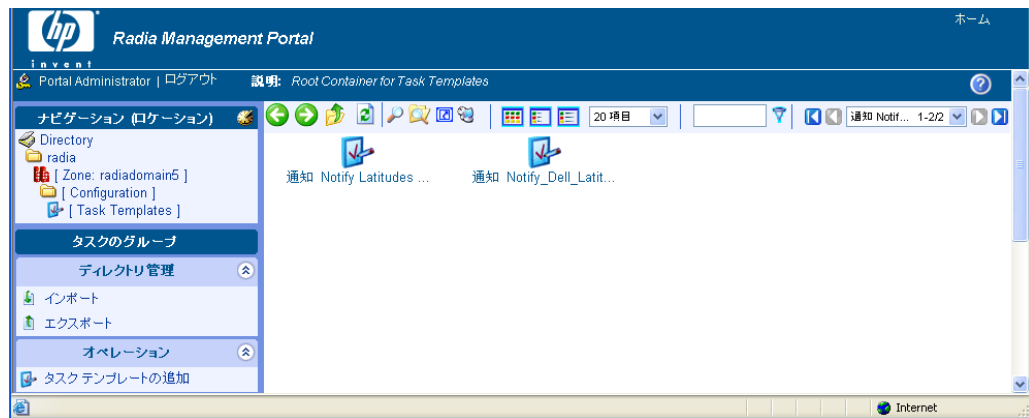 hp
invent
Radia Management Portal
ホーム
Portal Administrator | ログアウト
説明: Root Container for Task Templates
ナビゲーション (ロケーション)
Directory
radia
[ Zone: radiadomain5 ]
[ Configuration ]
[ Task Templates ]
タスクのグループ
ディレクトリ管理
インポート
エクスポート
オペレーション
タスク テンプレートの追加
20 項目
通知 Notif... 1-2/2
通知 Notify Latitudes ...
通知 Notify_Dell_Latit...
Internet